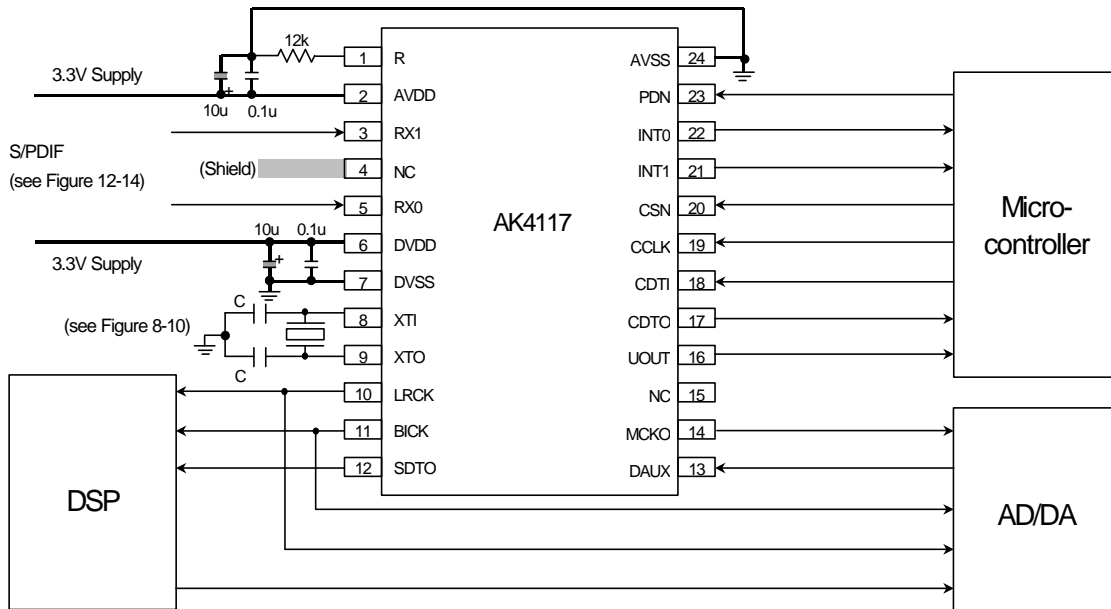 12k
3.3V Supply
10u
+
0.1u
S/PDIF
(see Figure 12-14)
(Shield)
10u
0.1u
+
3.3V Supply
C
(see Figure 8-10)
C
AK4117
1 R
2 AVDD
3 RX1
4 NC
5 RX0
6 DVDD
7 DVSS
8 XTI
9 XTO
10 LRCK
11 BICK
12 SDTO
AVSS 24
PDN 23
INT0 22
INT1 21
CSN 20
CCLK 19
CDTI 18
CDTO 17
UOUT 16
NC 15
MCKO 14
DAUX 13
Micro-
controller
DSP
AD/DA